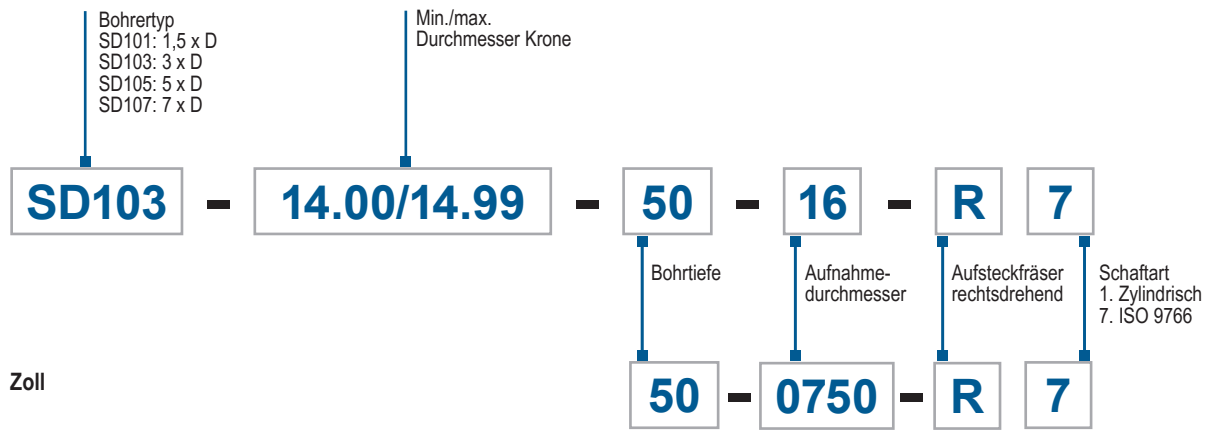 Bohrertyp
SD101: 1,5 x D
SD103: 3 x D
SD105: 5 x D
SD107: 7 x D
Min./max.
Durchmesser Krone
SD103 - 14.00/14.99 - 50 - 16 - R 7
Bohrtiefe
Aufnahme-
durchmesser
Aufsteckfräser
rechtsdrehend
Schaftart
1. Zylindrisch
7. ISO 9766
Zoll
50 - 0750 - R 7